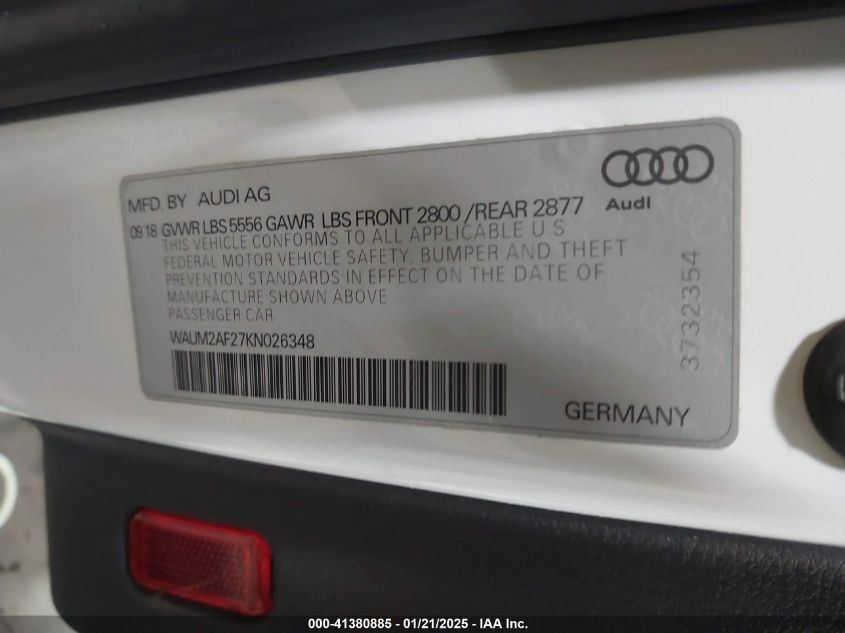 MFD. BY AUDI AG
Audi
09 18 GVWR LBS 5556 GAWR LBS FRONT 2800 /REAR 2877
THIS VEHICLE CONFORMS TO ALL APPLICABLE U.S
FEDERAL MOTOR VEHICLE SAFETY, BUMPER AND THEFT
PREVENTION STANDARDS IN EFFECT ON THE DATE OF
MANUFACTURE SHOWN ABOVE
PASSENGER CAR
WAUM2AF27KN026348
3732354
GERMANY
000-41380885 - 01/21/2025 - IAA Inc.